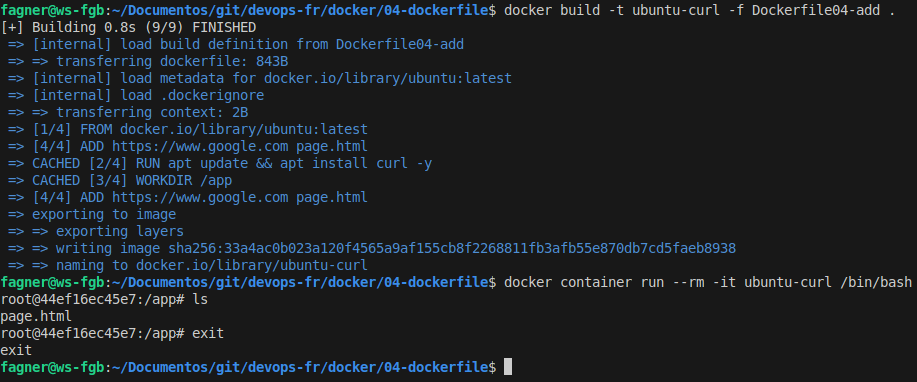 fagner@ws-fgb:~/Documentos/git/devops-fr/docker/04-dockerfile$ docker build -t ubuntu-curl -f Dockerfile04-add .
[+] Building 0.8s (9/9) FINISHED
=> [internal] load build definition from Dockerfile04-add
=> => transferring dockerfile: 843B
=> [internal] load metadata for docker.io/library/ubuntu:latest
=> [internal] load .dockerignore
=> => transferring context: 2B
=> [1/4] FROM docker.io/library/ubuntu:latest
=> [4/4] ADD https://www.google.com page.html
=> CACHED [2/4] RUN apt update && apt install curl -y
=> CACHED [3/4] WORKDIR /app
=> [4/4] ADD https://www.google.com page.html
=> exporting to image
=> => exporting layers
=> => writing image sha256:33a4ac0b023a120f4565a9af155cb8f2268811fb3afb55e870db7cd5faeb8938
=> => naming to docker.io/library/ubuntu-curl
fagner@ws-fgb:~/Documentos/git/devops-fr/docker/04-dockerfile$ docker container run --rm -it ubuntu-curl /bin/bash
root@44ef16ec45e7:/app# ls
page.html
root@44ef16ec45e7:/app# exit
exit
fagner@ws-fgb:~/Documentos/git/devops-fr/docker/04-dockerfile$